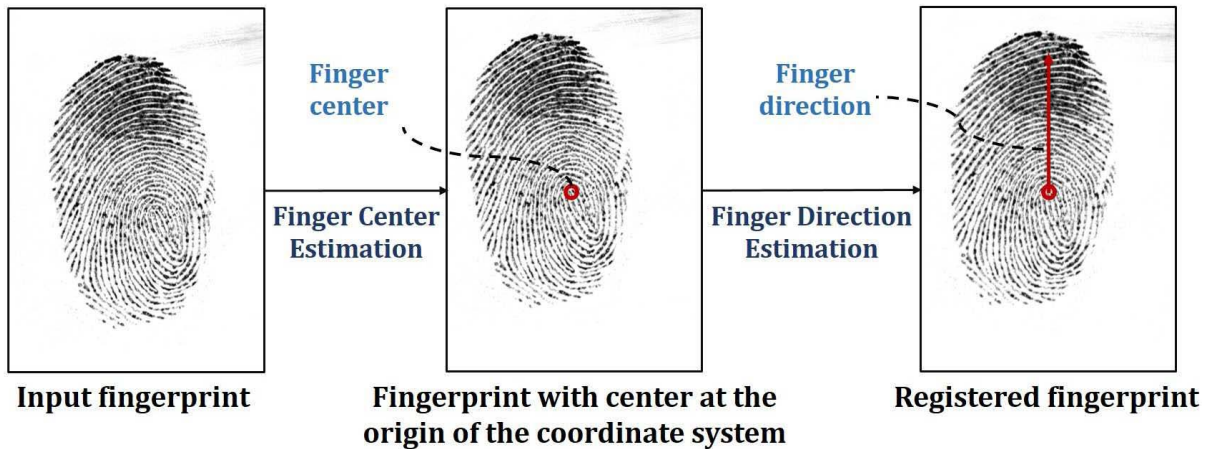 Finger
center
Finger Center
Estimation
Finger
direction
Finger Direction
Estimation
Input fingerprint
Fingerprint with center at the
origin of the coordinate system
Registered fingerprint